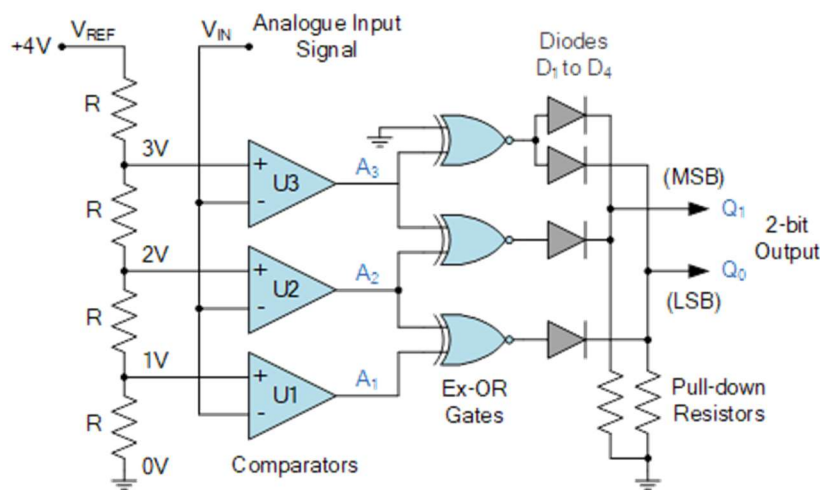 Analogue Input
Signal
VREF
VIN
+4V
Diodes
D1 to D4
R
3V
+
U3
-
A3
(MSB)
Q1
2-bit
Output
R
2V
+
U2
-
A2
Q0
(LSB)
R
1V
+
U1
-
A1
Ex-OR
Gates
Pull-down
Resistors
R
0V
Comparators